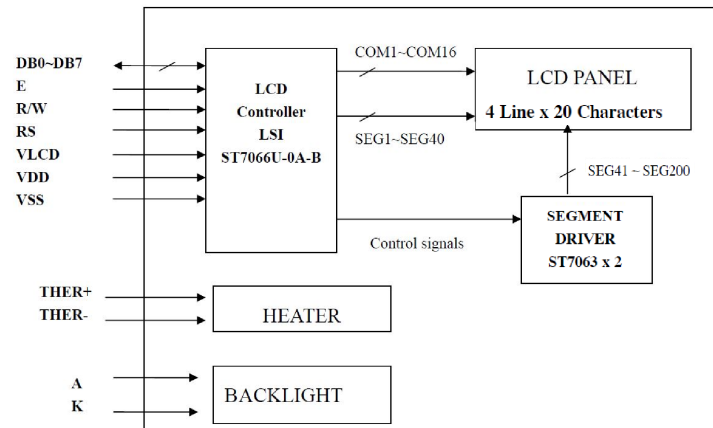 DB0~DB7
E
R/W
RS
VLCD
VDD
VSS
LCD
Controller
LSI
ST7066U-0A-B
COM1~COM16
SEG1~SEG40
LCD PANEL
4 Line x 20 Characters
SEG41 ~ SEG200
Control signals
SEGMENT
DRIVER
ST7063 x 2
THER+
THER-
HEATER
A
K
BACKLIGHT